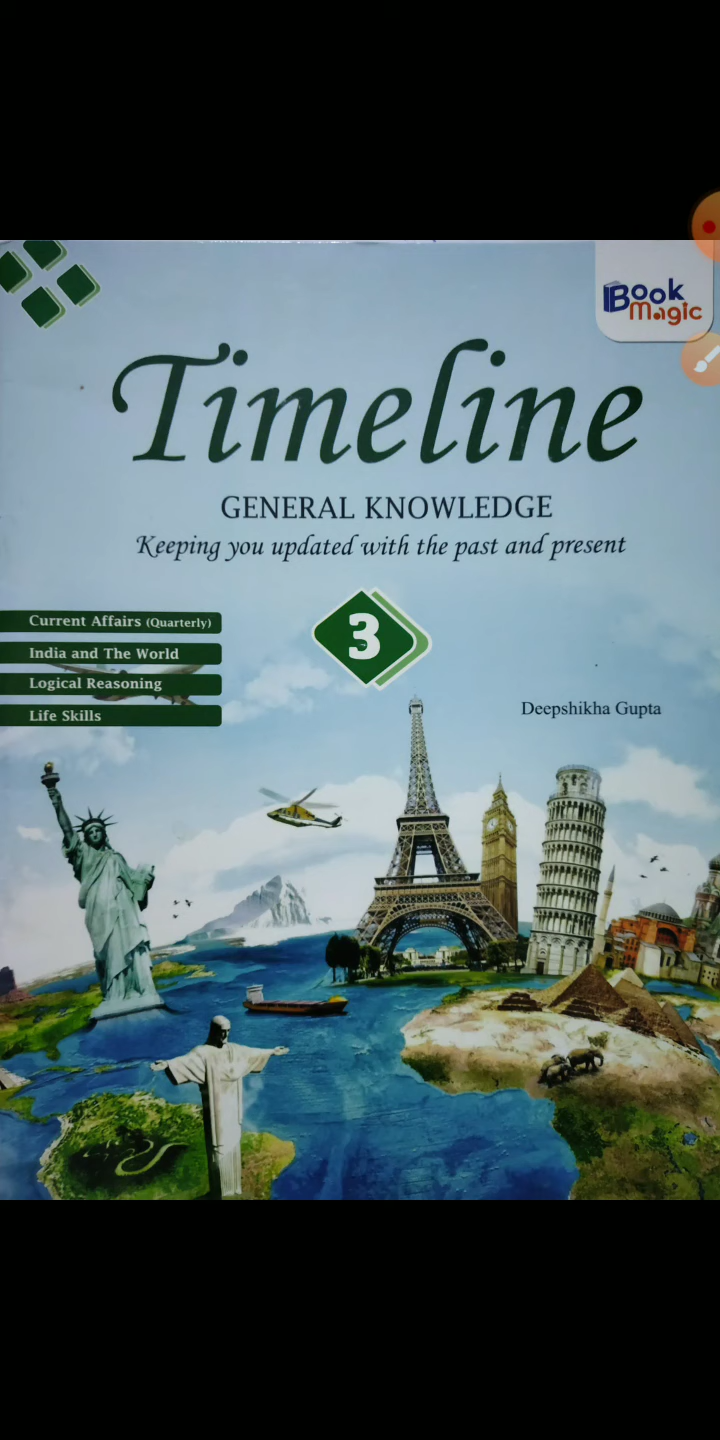 Book
Magic
Timeline
GENERAL KNOWLEDGE
Keeping you updated with the past and present
Current Affairs (Quarterly)
India and The World
Logical Reasoning
Life Skills
3
Deepshikha Gupta